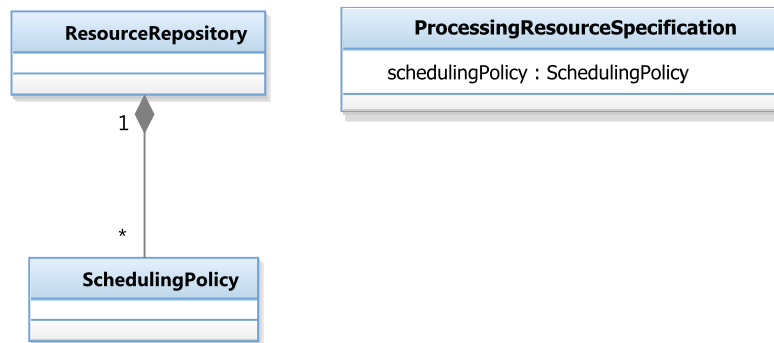 ResourceRepository
1
*
SchedulingPolicy
ProcessingResourceSpecification
schedulingPolicy : SchedulingPolicy